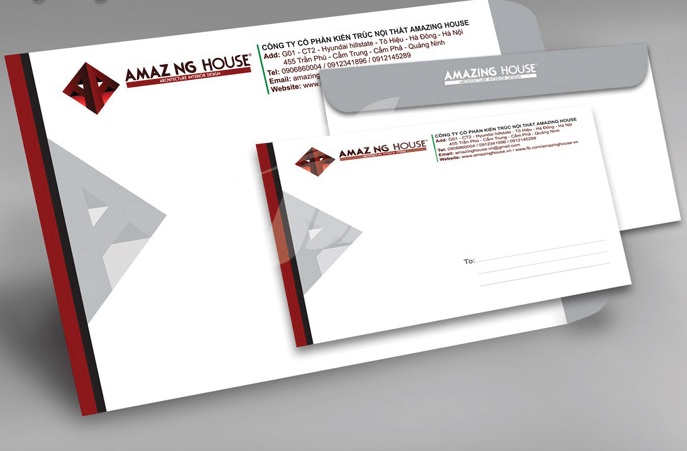 AMAZ NG HOUSE®
ARCHITECTURE INTERIOR DESIGN
CÔNG TY CỔ PHẦN KIẾN TRÚC NỘI THẤT AMAZING HOUSE
Add: G01 - CT2 - Hyundai hillstate - Tô Hiệu - Hà Đông - Hà Nội
455 Trần Phú - Cẩm Trung - Cẩm Phả - Quảng Ninh
Tel: 0906860004 / 0912341896 / 0912145289
Email: amazing
Website: www.
AMAZING HOUSE®
ARCHITECTURE INTERIOR DESIGN
AMAZ NG HOUSE®
ARCHITECTURE INTERIOR DESIGN
CÔNG TY CỔ PHẦN KIẾN TRÚC NỘI THẤT AMAZING HOUSE
Add: G01 - CT2 - Hyundai hillstate - Tô Hiệu - Hà Đông - Hà Nội
455 Trần Phú - Cẩm Trung - Cẩm Phả - Quảng Ninh
Tel: 0906860004 / 0912341896 / 0912145289
Email: amazinghouse.vn@gmail.com
Website: www.amazinghouse.vn / www.fb.com/amazinghouse.vn
To: